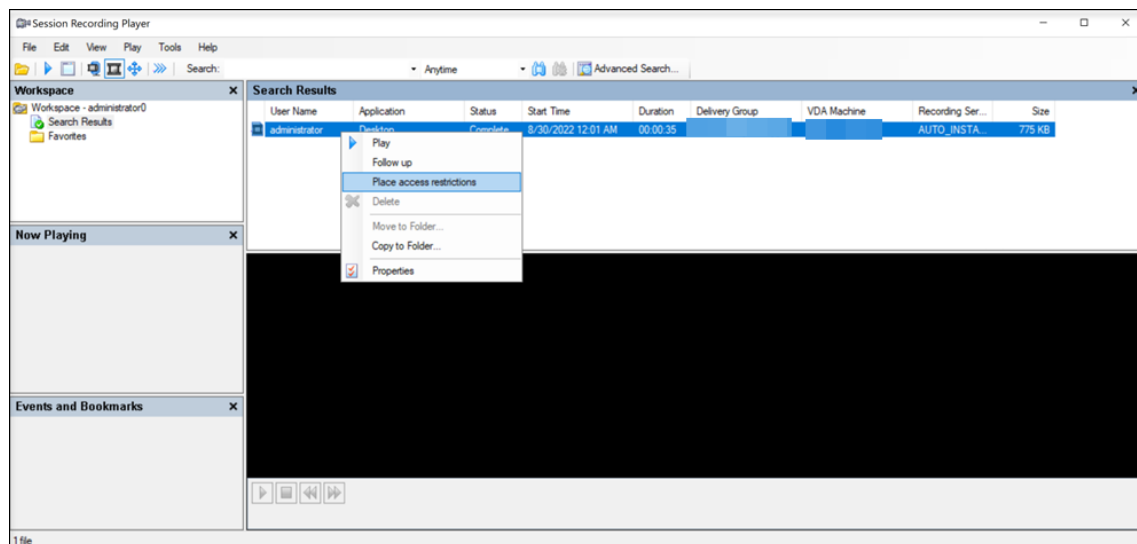 Session Recording Player
File Edit View Play Tools Help
Search: Anytime Advanced Search...
Workspace
Workspace - administrator0
Search Results
Favorites
Now Playing
Events and Bookmarks
Search Results
User Name Application Status Start Time Duration Delivery Group VDA Machine Recording Ser... Size
administrator Desktop Complete 8/30/2022 12:01 AM 00:00:35 AUTO_INSTA... 775 KB
Play
Follow up
Place access restrictions
Delete
Move to Folder...
Copy to Folder...
Properties
1 file